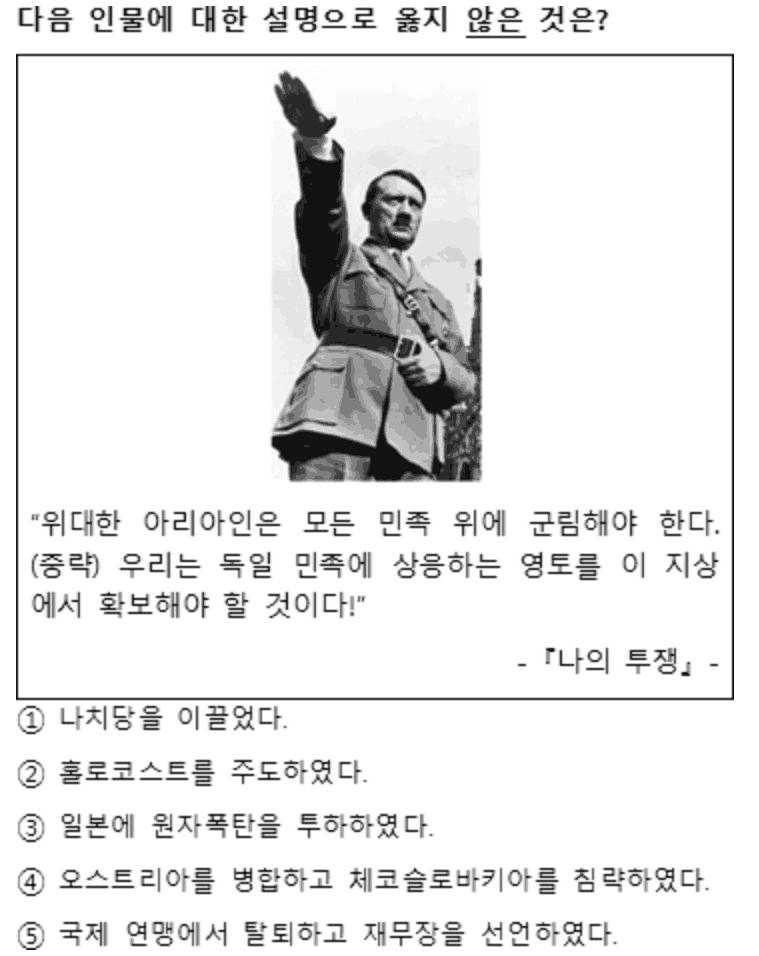 다음 인물에 대한 설명으로 옳지 않은 것은?
“위대한 아리아인은 모든 민족 위에 군림해야 한다.
(중략) 우리는 독일 민족에 상응하는 영토를 이 지상
에서 확보해야 할 것이다!”
- 『나의 투쟁』 -
① 나치당을 이끌었다.
② 홀로코스트를 주도하였다.
③ 일본에 원자폭탄을 투하하였다.
④ 오스트리아를 병합하고 체코슬로바키아를 침략하였다.
⑤ 국제 연맹에서 탈퇴하고 재무장을 선언하였다.